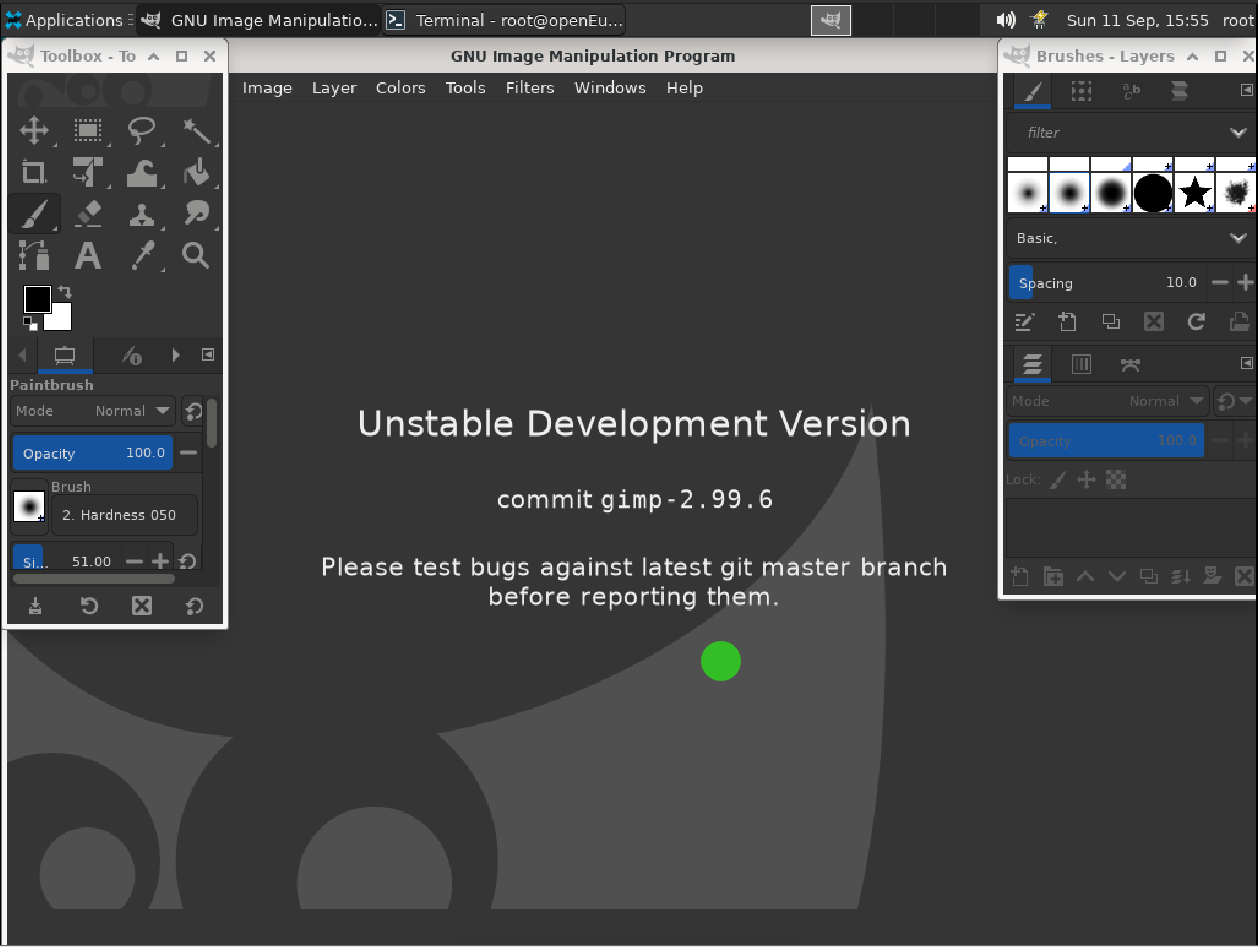 Applications GNU Image Manipulatio... Terminal - root@openEu... Sun 11 Sep, 15:55 root
Toolbox - To GNU Image Manipulation Program Brushes - Layers
Image Layer Colors Tools Filters Windows Help
filter
Basic,
Spacing 10.0
Paintbrush
Mode Normal
Opacity 100.0
Brush
2. Hardness 050
Si... 51.00
Unstable Development Version
commit gimp-2.99.6
Please test bugs against latest git master branch
before reporting them.
Mode Normal
Opacity 100.0
Lock: